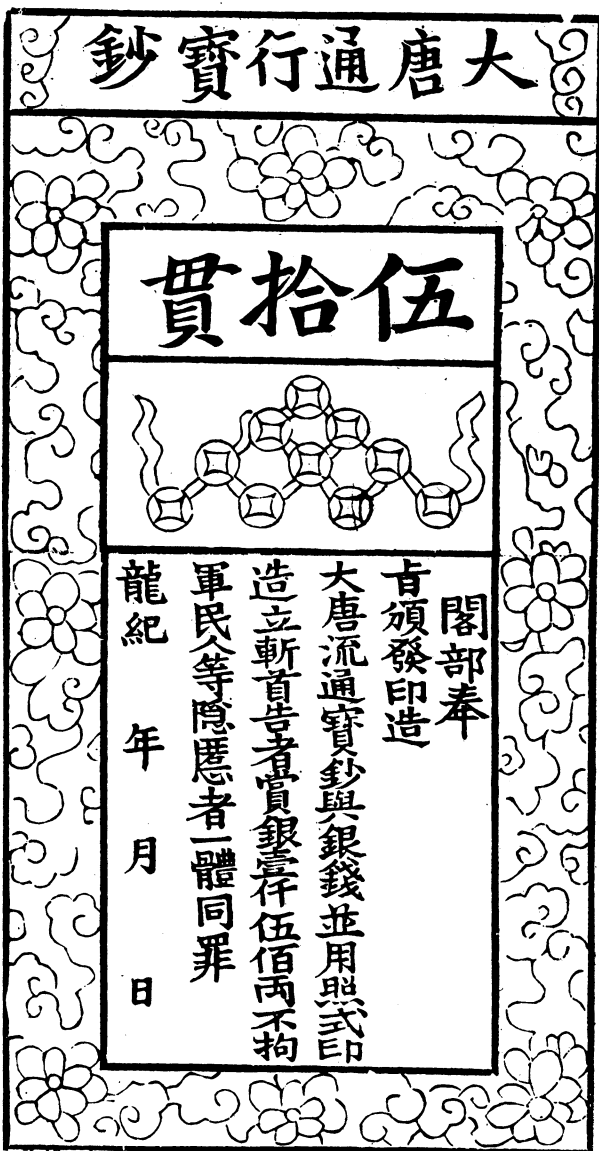 大唐通行寶鈔
伍拾貫
閣部奉
旨頒發印造
大唐流通寶鈔與銀錢並用照式印
造立斬首告者賞銀壹仟伍佰両不拘
軍民人等隱慝者一體同罪
龍紀 年 月 日